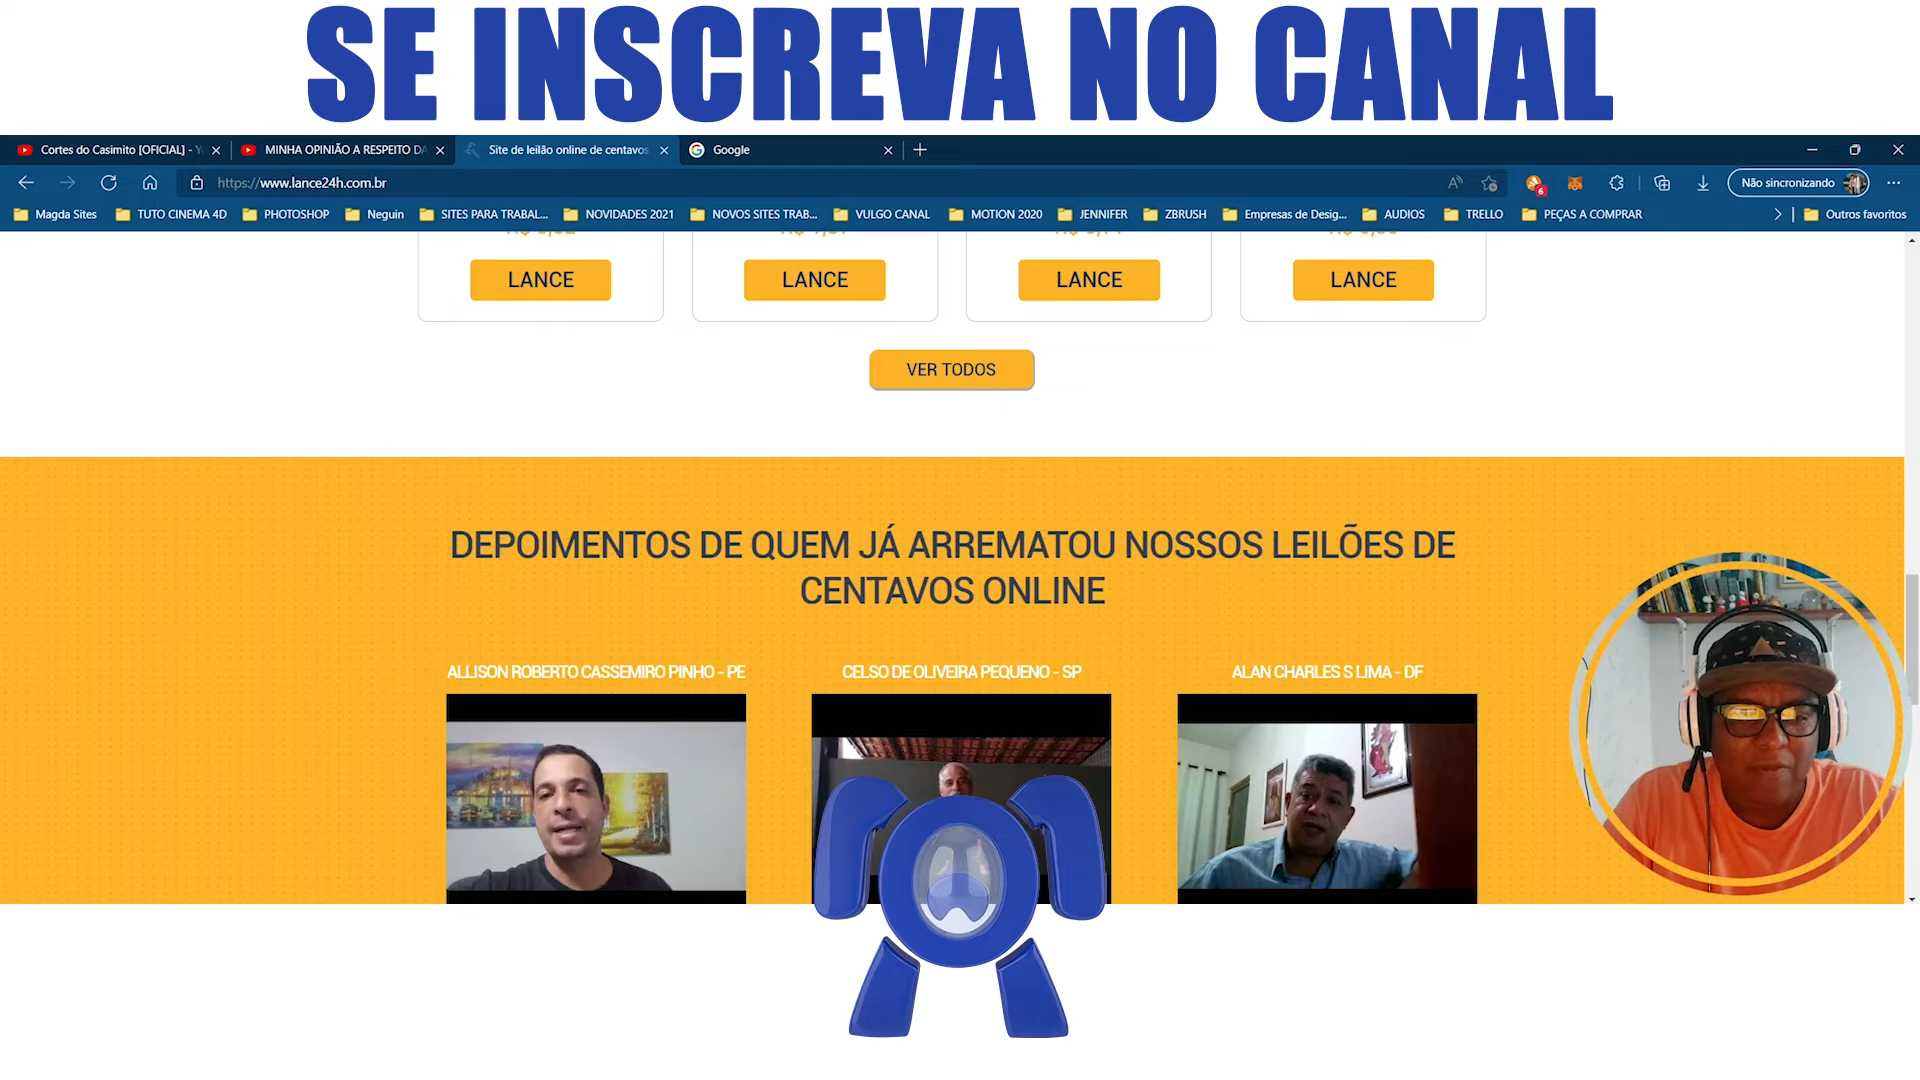 SE INSCREVA NO CANAL
Cortes do Casimito [OFICIAL] - Y
MINHA OPINIÃO A RESPEITO DA
Site de leilão online de centavos
Google
https://www.lance24h.com.br
6
Não sincronizando
Magda Sites
TUTO CINEMA 4D
PHOTOSHOP
Neguin
SITES PARA TRABAL...
NOVIDADES 2021
NOVOS SITES TRAB...
VULGO CANAL
MOTION 2020
JENNIFER
ZBRUSH
Empresas de Desig...
AUDIOS
TRELLO
PEÇAS A COMPRAR
Outros favoritos
LANCE
LANCE
LANCE
LANCE
VER TODOS
DEPOIMENTOS DE QUEM JÁ ARREMATOU NOSSOS LEILÕES DE
CENTAVOS ONLINE
ALLISON ROBERTO CASSEMIRO PINHO - PE
CELSO DE OLIVEIRA PEQUENO - SP
ALAN CHARLES S LIMA - DF